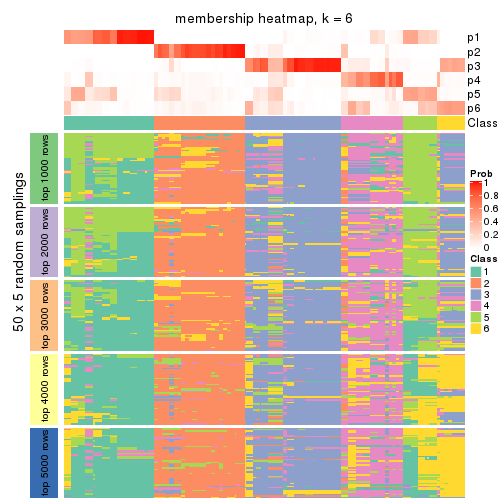 membership heatmap, k = 6
p1
p2
p3
p4
p5
p6
Class
50 x 5 random samplings
top 1000 rows
top 2000 rows
top 3000 rows
top 4000 rows
top 5000 rows
Prob
1
0.8
0.6
0.4
0.2
0
Class
1
2
3
4
5
6